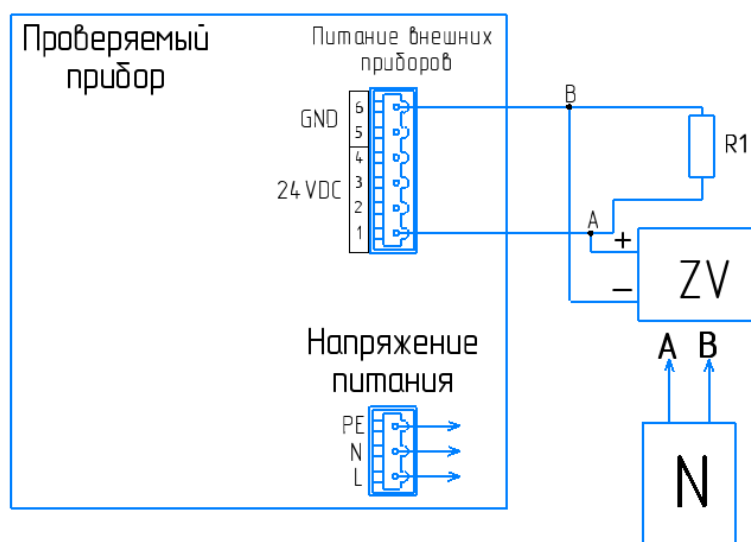 Проверяемый
прибор
Питание внешних
приборов
GND
6
5
4
24 VDC
3
2
1
B
R1
A
+
ZV
–
A B
Напряжение
питания
PE
N
L
N